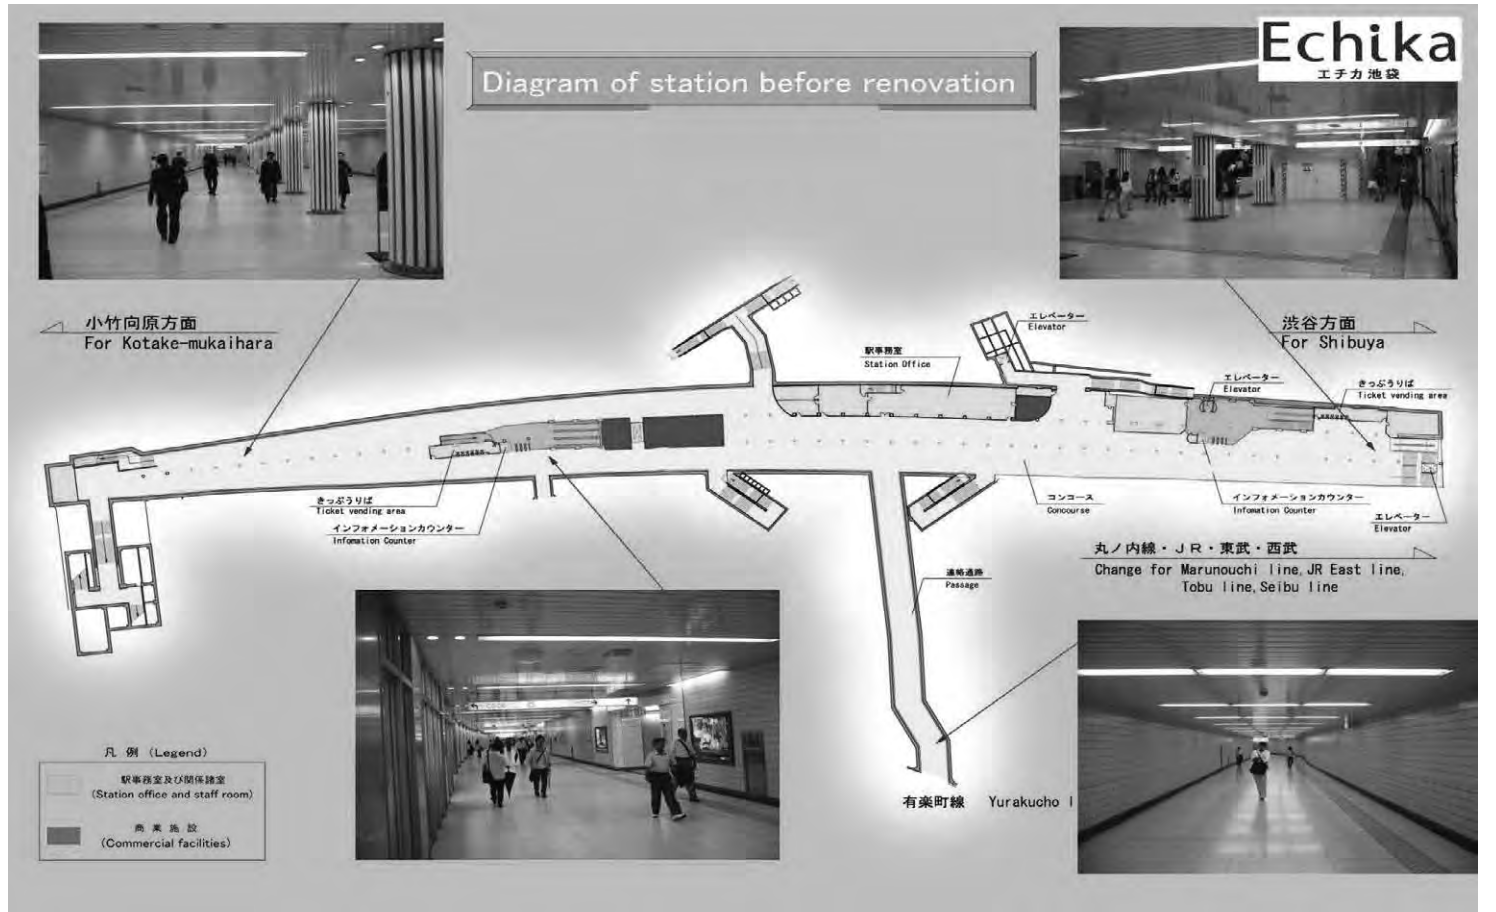 Echika
エチカ池袋
Diagram of station before renovation
小竹向原方面
For Kotake-mukaihara
渋谷方面
For Shibuya
エレベーター
Elevator
駅事務室
Station Office
エレベーター
Elevator
きっぷうりば
Ticket vending area
きっぷうりば
Ticket vending area
インフォメーションカウンター
Infomation Counter
コンコース
Concourse
インフォメーションカウンター
Infomation Counter
エレベーター
Elevator
丸ノ内線・JR・東武・西武
Change for Marunouchi line, JR East line,
Tobu line, Seibu line
連絡通路
Passage
有楽町線 Yurakucho l
凡 例 (Legend)
駅事務室及び関係諸室
(Station office and staff room)
商 業 施 設
(Commercial facilities)